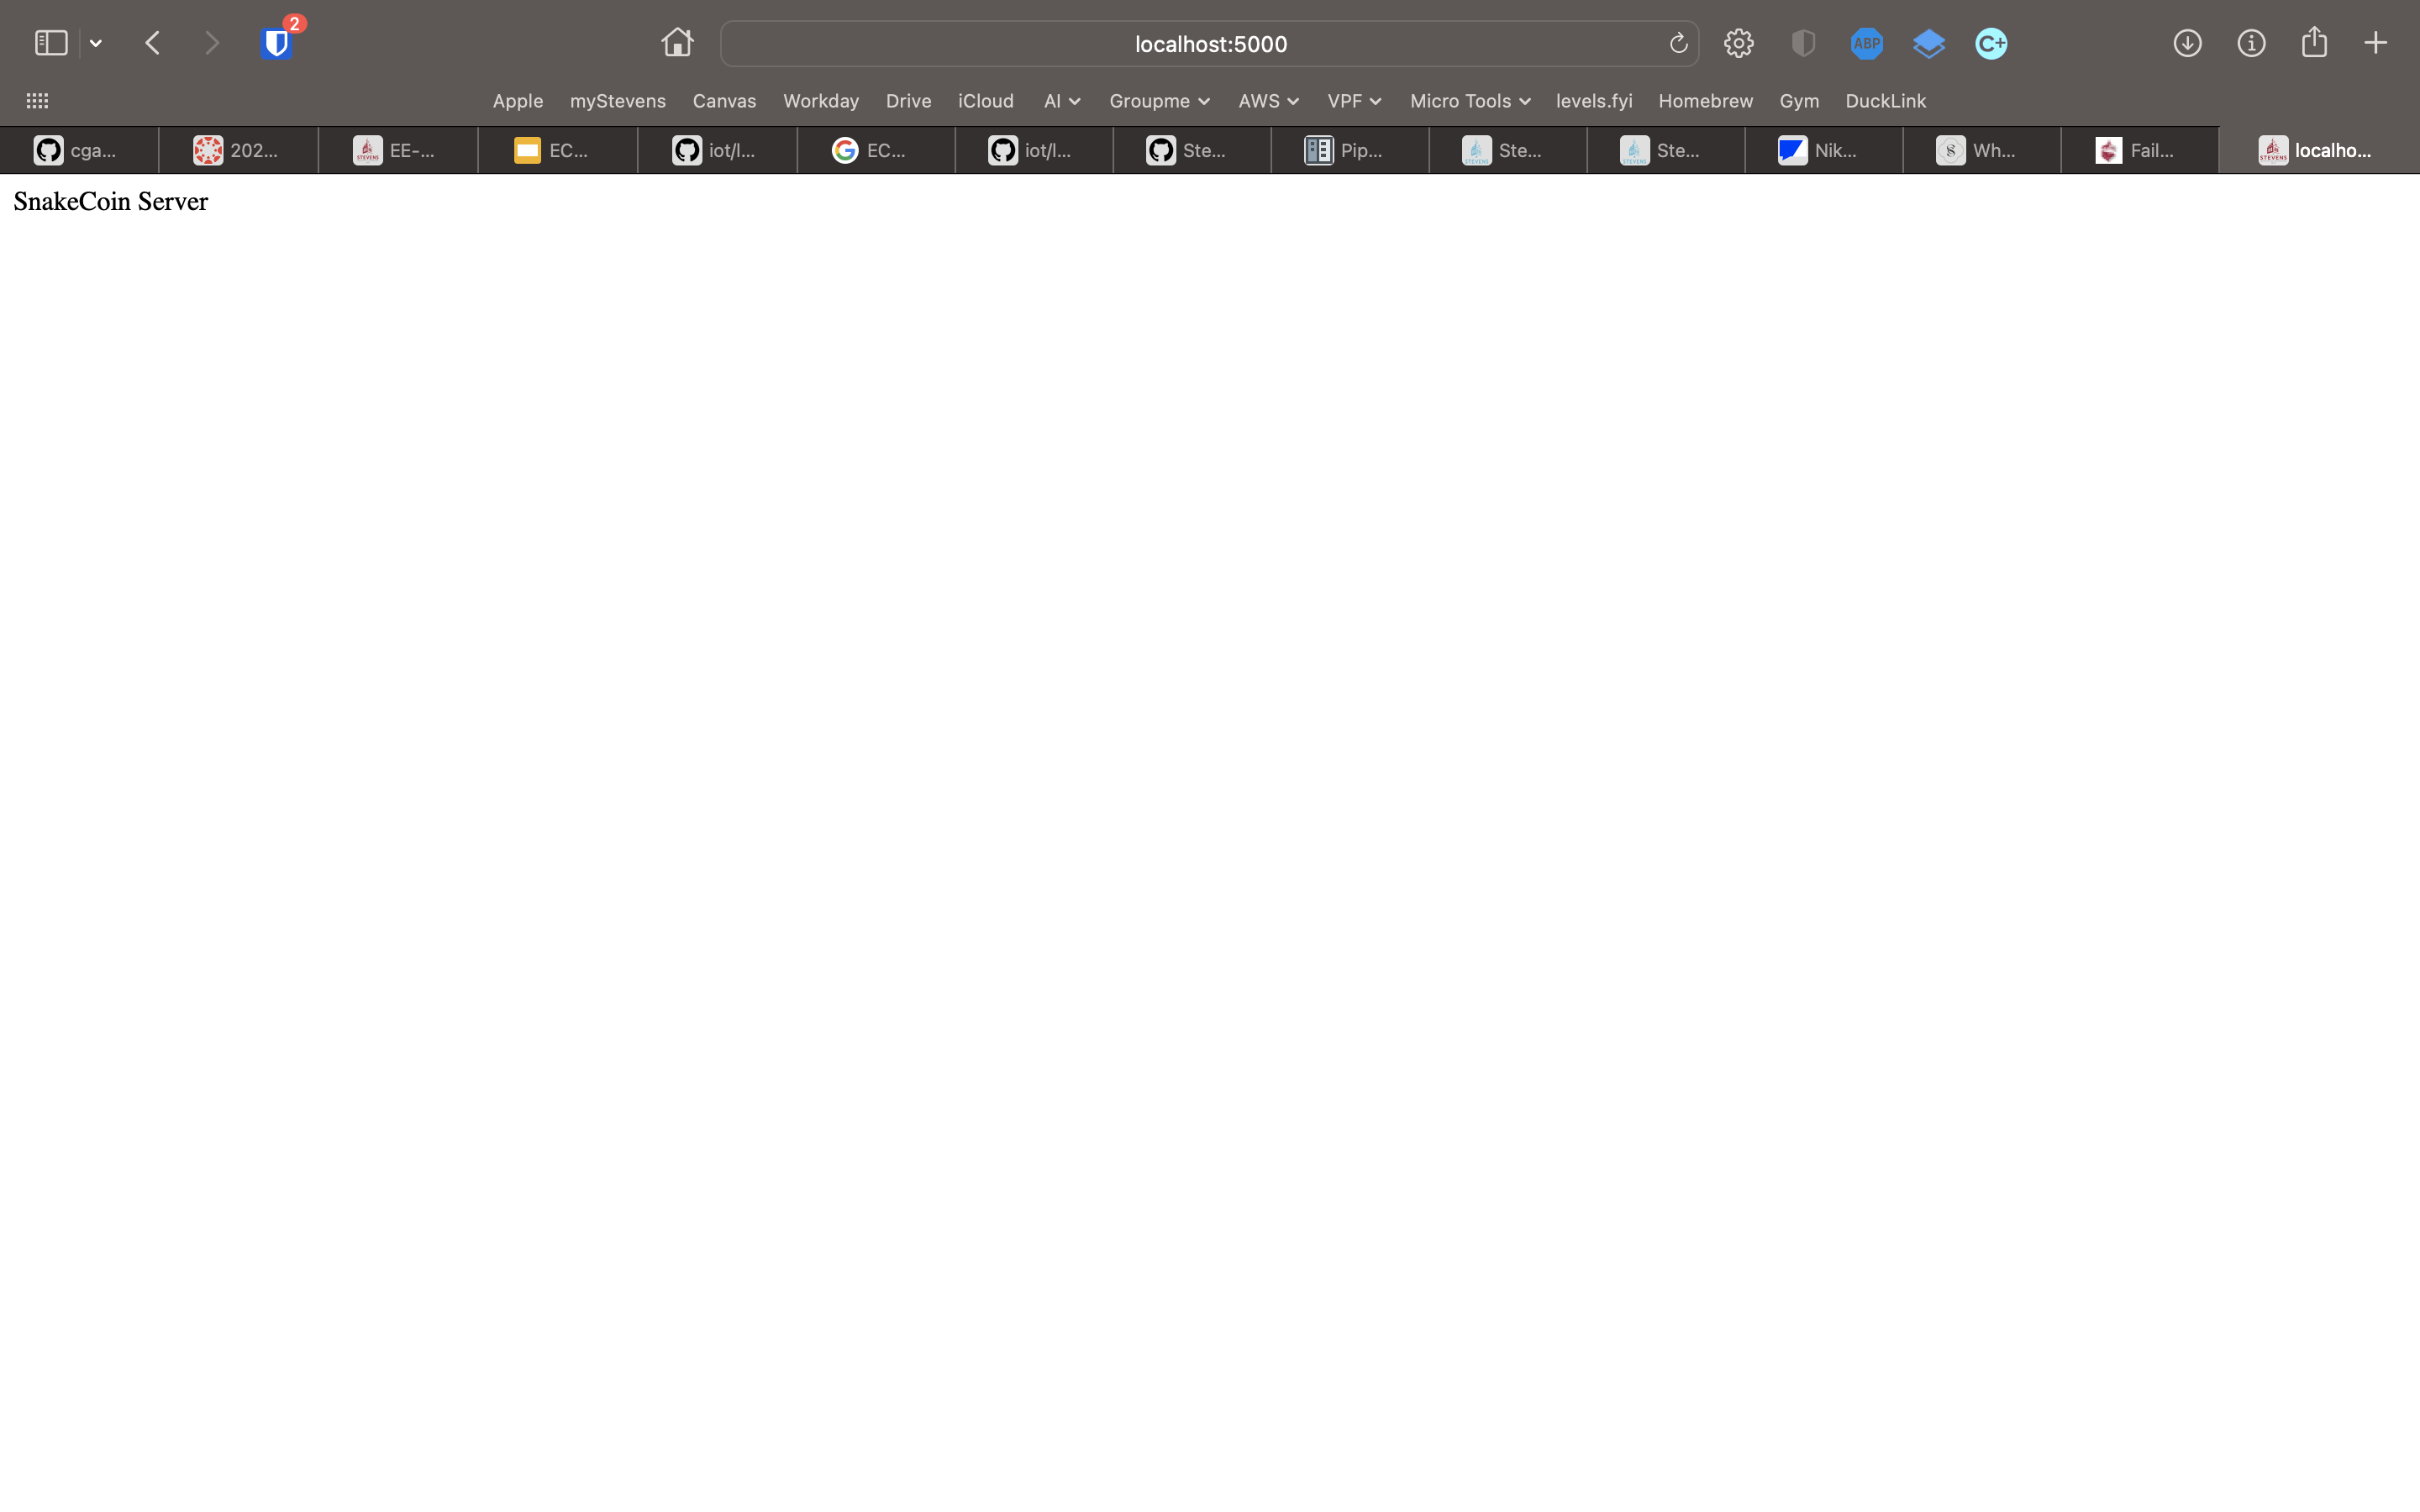 2
localhost:5000
ABP
C+
Apple myStevens Canvas Workday Drive iCloud AI Groupme AWS VPF Micro Tools levels.fyi Homebrew Gym DuckLink
cga... 202... EE-... EC... iot/l... EC... iot/l... Ste... Pip... Ste... Ste... Nik... Wh... Fail... localho...
SnakeCoin Server